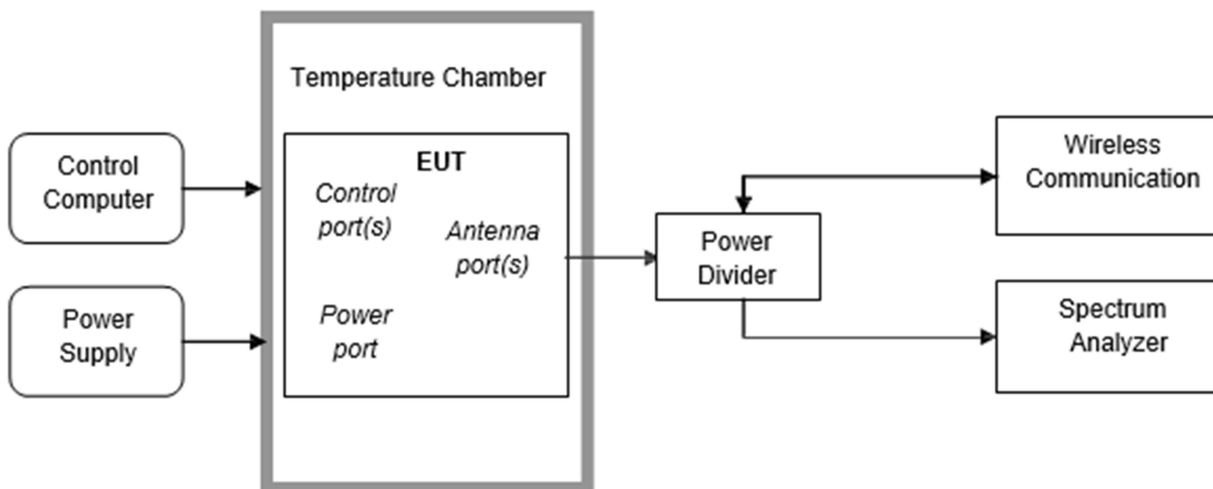 Temperature Chamber
Control
Computer
Power
Supply
EUT
Control
port(s)
Antenna
port(s)
Power
port
Power
Divider
Wireless
Communication
Spectrum
Analyzer